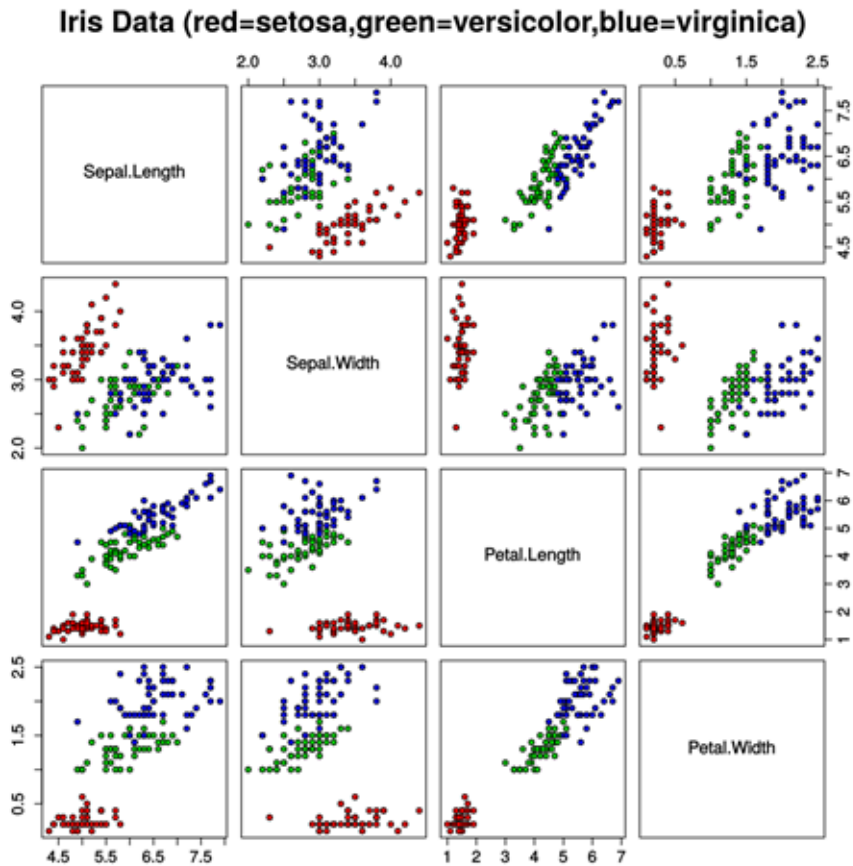 Iris Data (red=setosa,green=versicolor,blue=virginica)
2.0 3.0 4.0 0.5 1.5 2.5
Sepal.Length
4.5 5.5 6.5 7.5
2.0 3.0 4.0
Sepal.Width
Petal.Length
1 2 3 4 5 6 7
0.5 1.5 2.5
Petal.Width
4.5 5.5 6.5 7.5 1 2 3 4 5 6 7